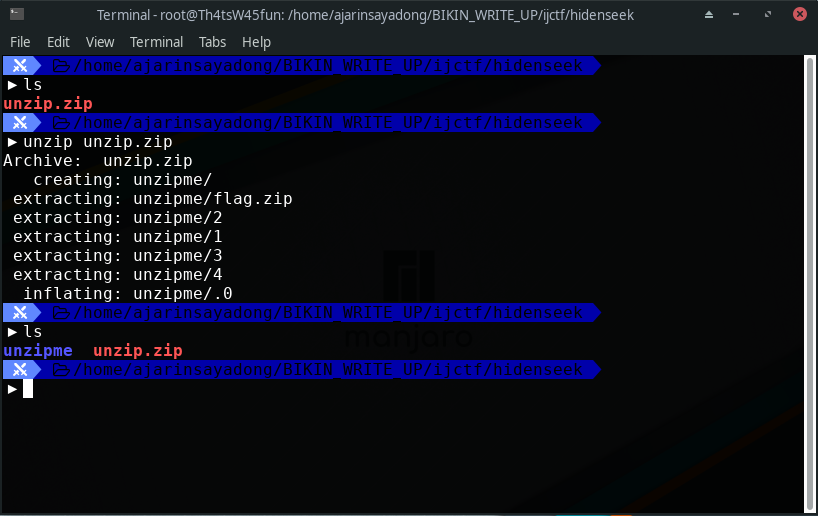 Terminal - root@Th4tsW45fun: /home/ajarinsayadong/BIKIN_WRITE_UP/ijctf/hidenseek
File Edit View Terminal Tabs Help
/home/ajarinsayadong/BIKIN_WRITE_UP/ijctf/hidenseek
ls
unzip.zip
/home/ajarinsayadong/BIKIN_WRITE_UP/ijctf/hidenseek
unzip unzip.zip
Archive:  unzip.zip
   creating: unzipme/
 extracting: unzipme/flag.zip
 extracting: unzipme/2
 extracting: unzipme/1
 extracting: unzipme/3
 extracting: unzipme/4
  inflating: unzipme/.0
/home/ajarinsayadong/BIKIN_WRITE_UP/ijctf/hidenseek
ls
manjaro
unzipme  unzip.zip
/home/ajarinsayadong/BIKIN_WRITE_UP/ijctf/hidenseek